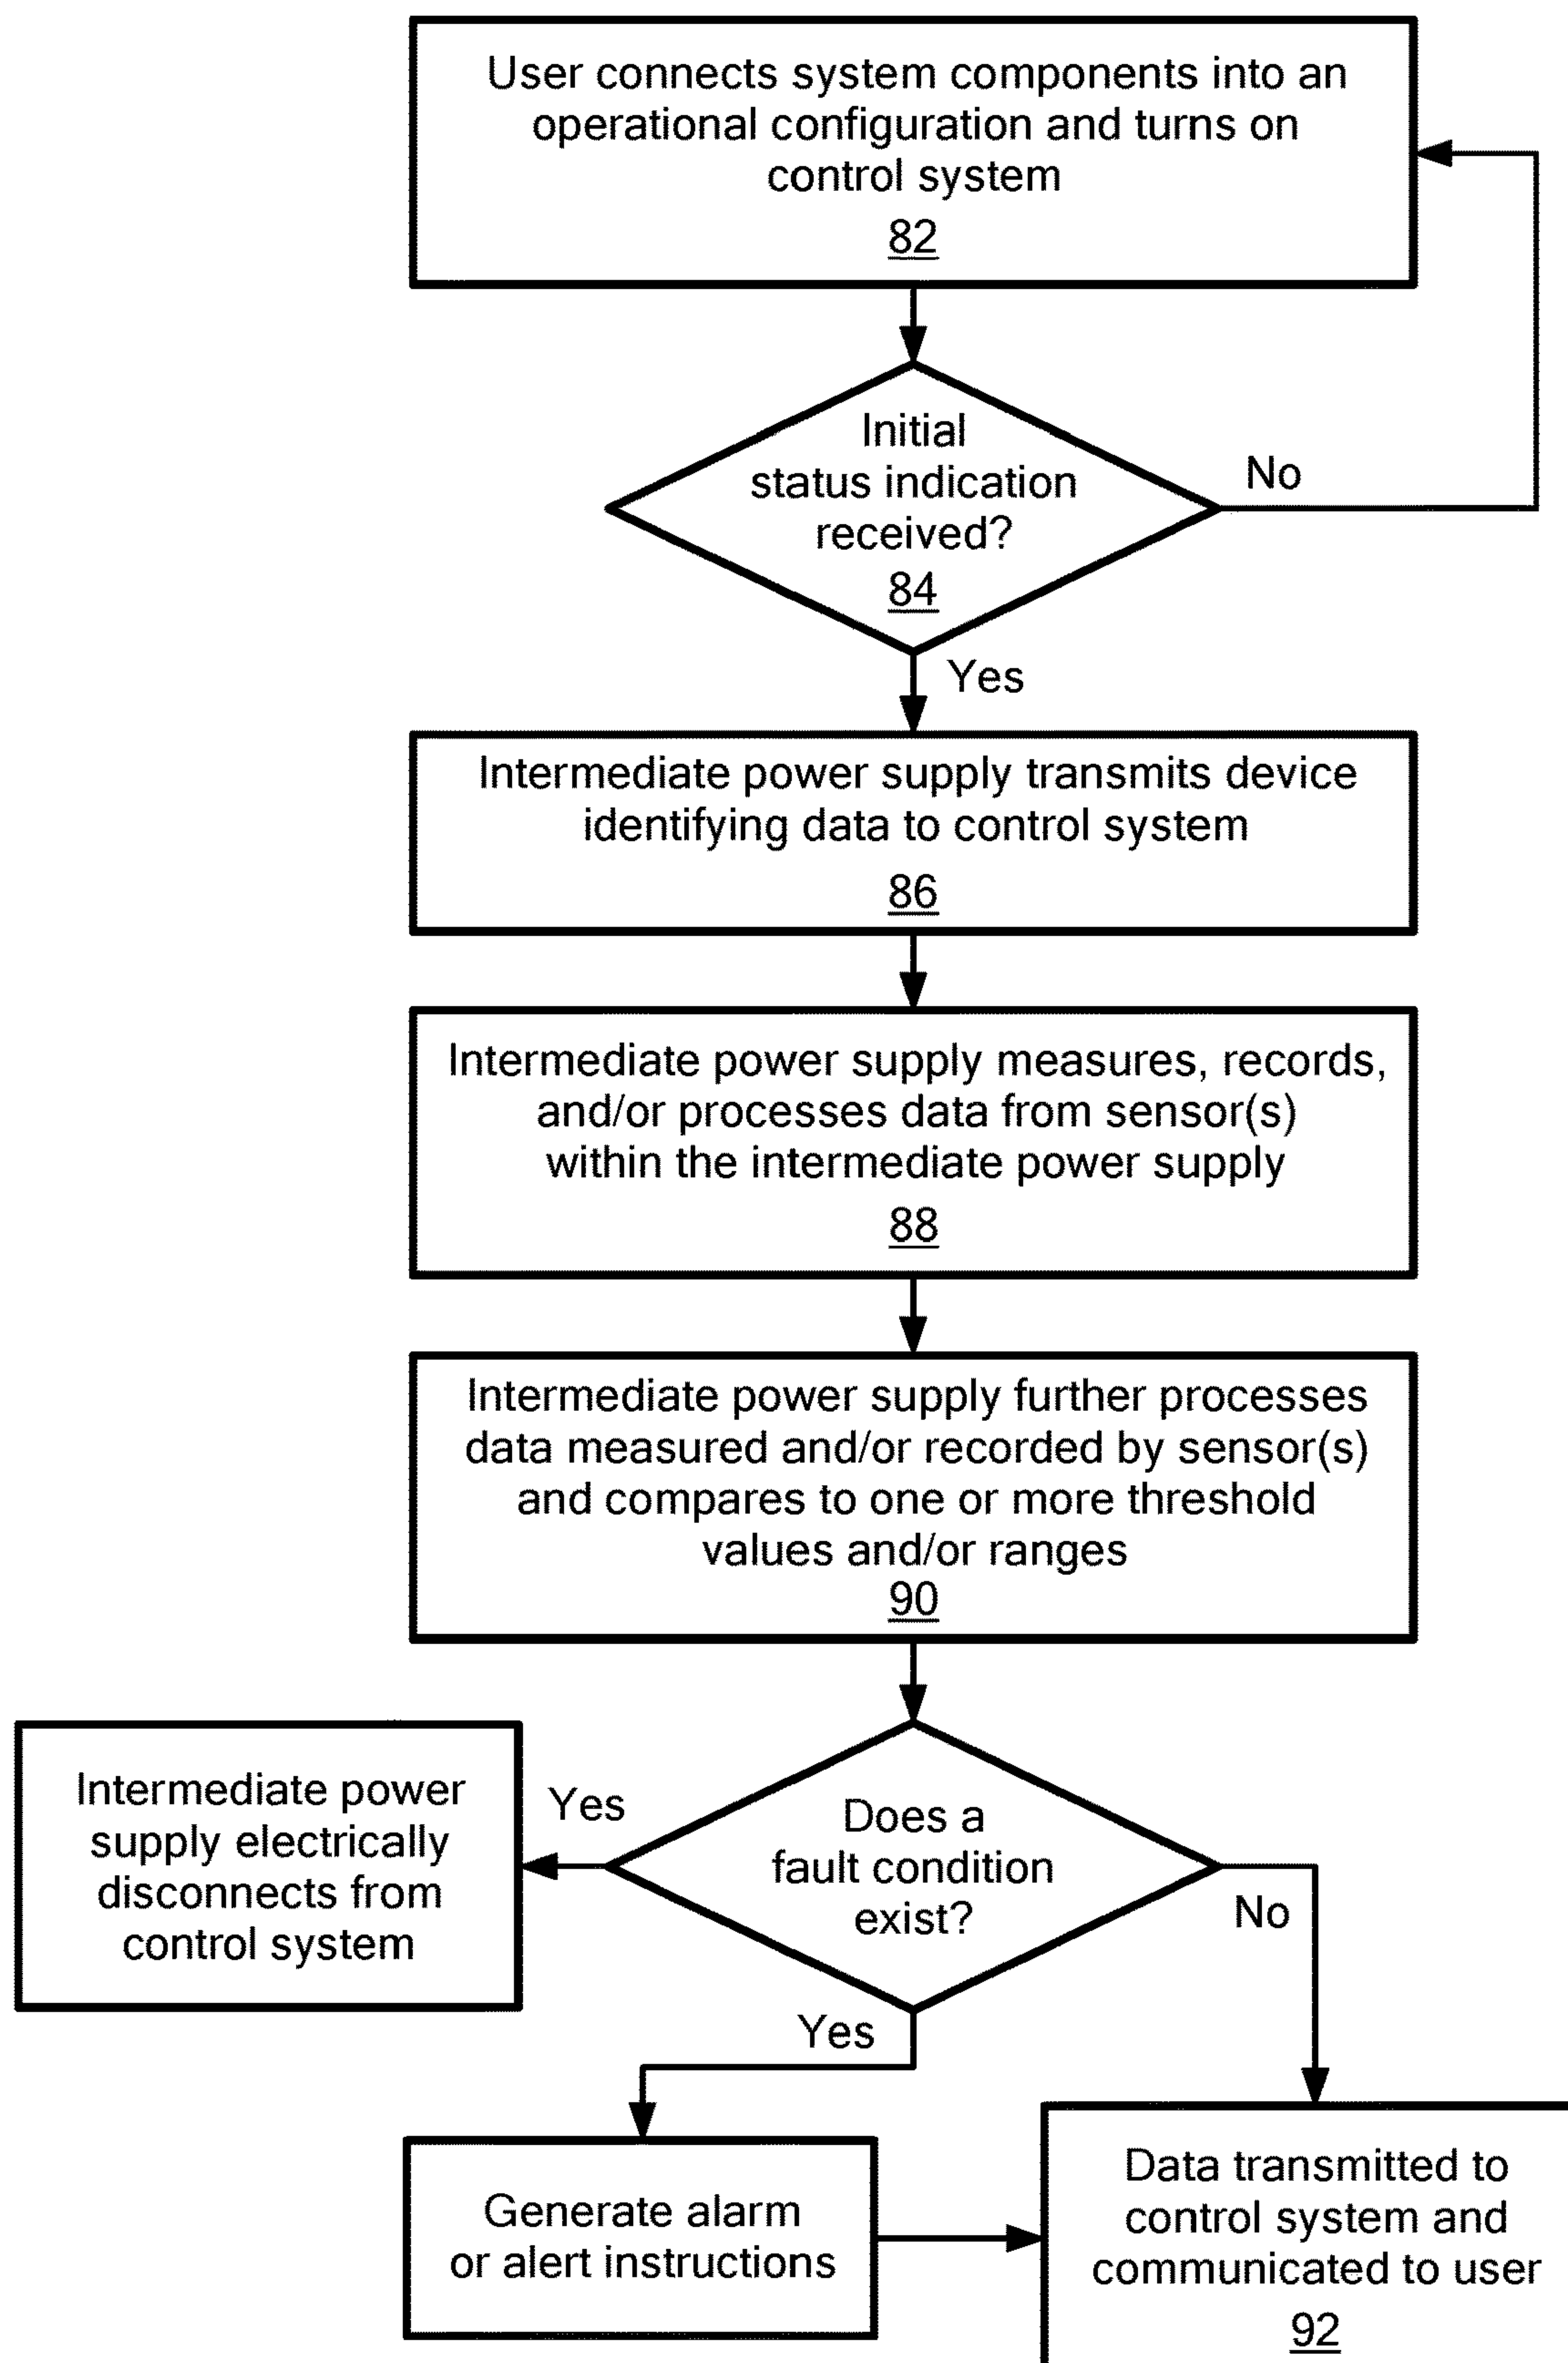 User connects system components into an
operational configuration and turns on
control system
82
Initial
status indication
received?
84
No
Yes
Intermediate power supply transmits device
identifying data to control system
86
Intermediate power supply measures, records,
and/or processes data from sensor(s)
within the intermediate power supply
88
Intermediate power supply further processes
data measured and/or recorded by sensor(s)
and compares to one or more threshold
values and/or ranges
90
Intermediate power
supply electrically
disconnects from
control system
Yes
Does a
fault condition
exist?
No
Yes
Generate alarm
or alert instructions
Data transmitted to
control system and
communicated to user
92